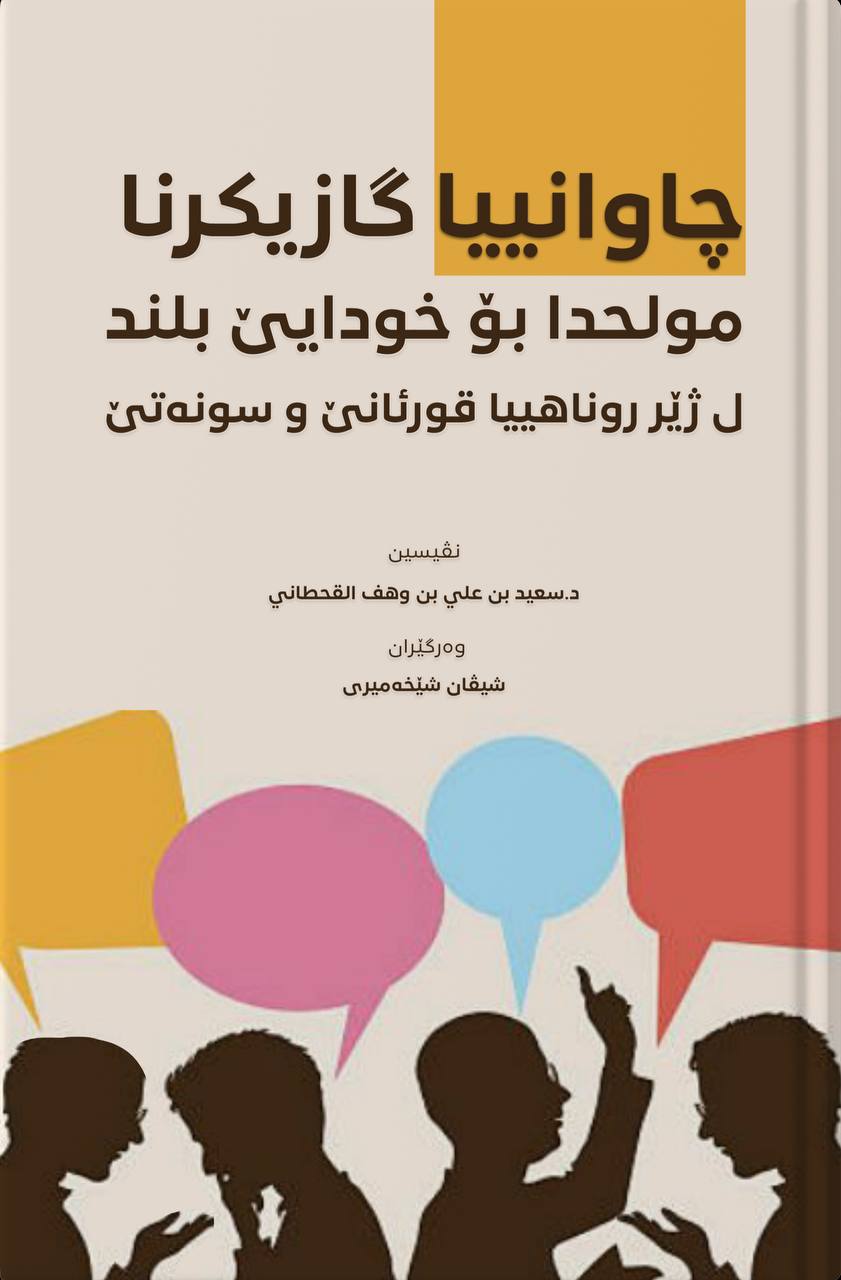 چاوانییا گازیکرنا
مولحدا بۆ خودایێ بلند
ل ژێر روناهییا قورئانێ و سونەتێ
نڤیسین
د.سعید بن علي بن وهف القحطاني
وەرگێران
شیڤان شێخەمیری